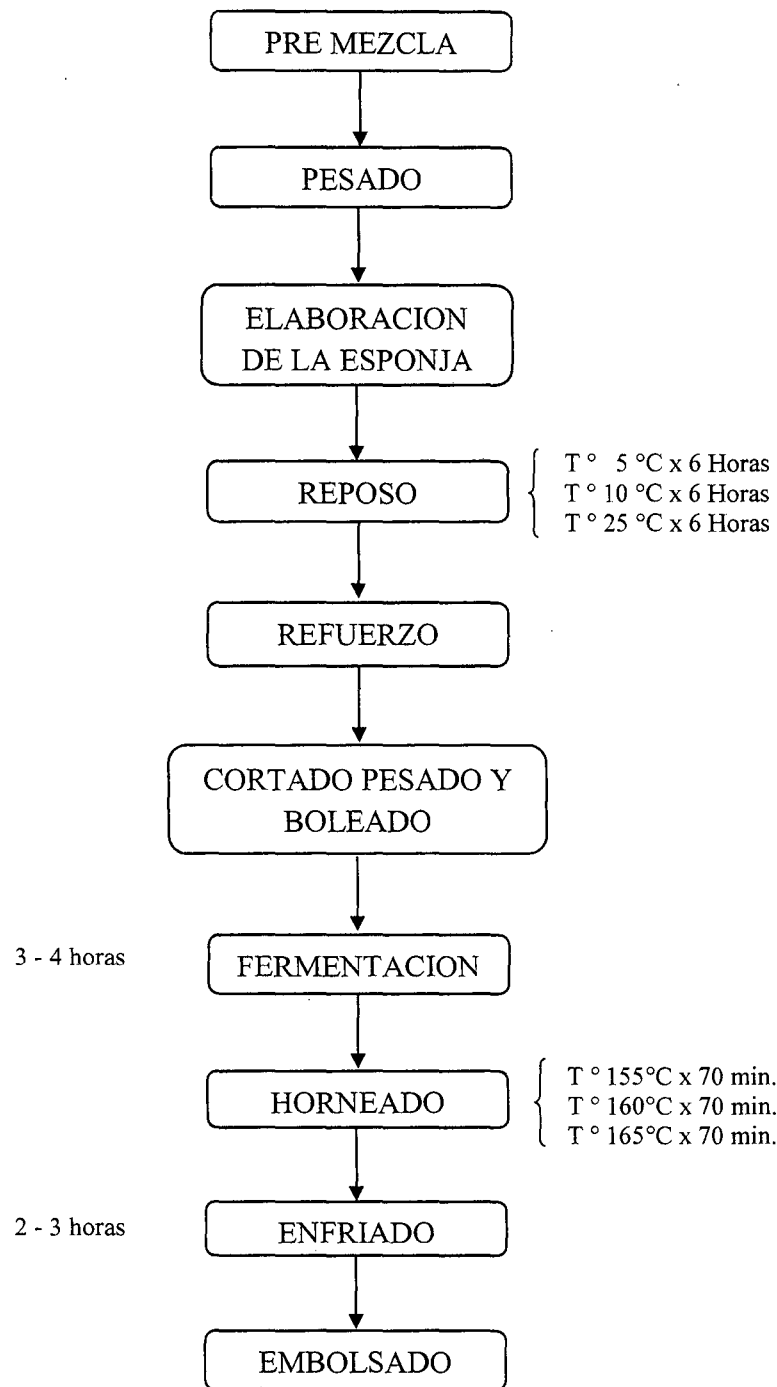 PRE MEZCLA
PESADO
ELABORACION
DE LA ESPONJA
REPOSO
T ° 5 °C x 6 Horas
T ° 10 °C x 6 Horas
T ° 25 °C x 6 Horas
REFUERZO
CORTADO PESADO Y
BOLEADO
3 - 4 horas
FERMENTACION
HORNEADO
T ° 155°C x 70 min.
T ° 160°C x 70 min.
T ° 165°C x 70 min.
2 - 3 horas
ENFRIADO
EMBOLSADO